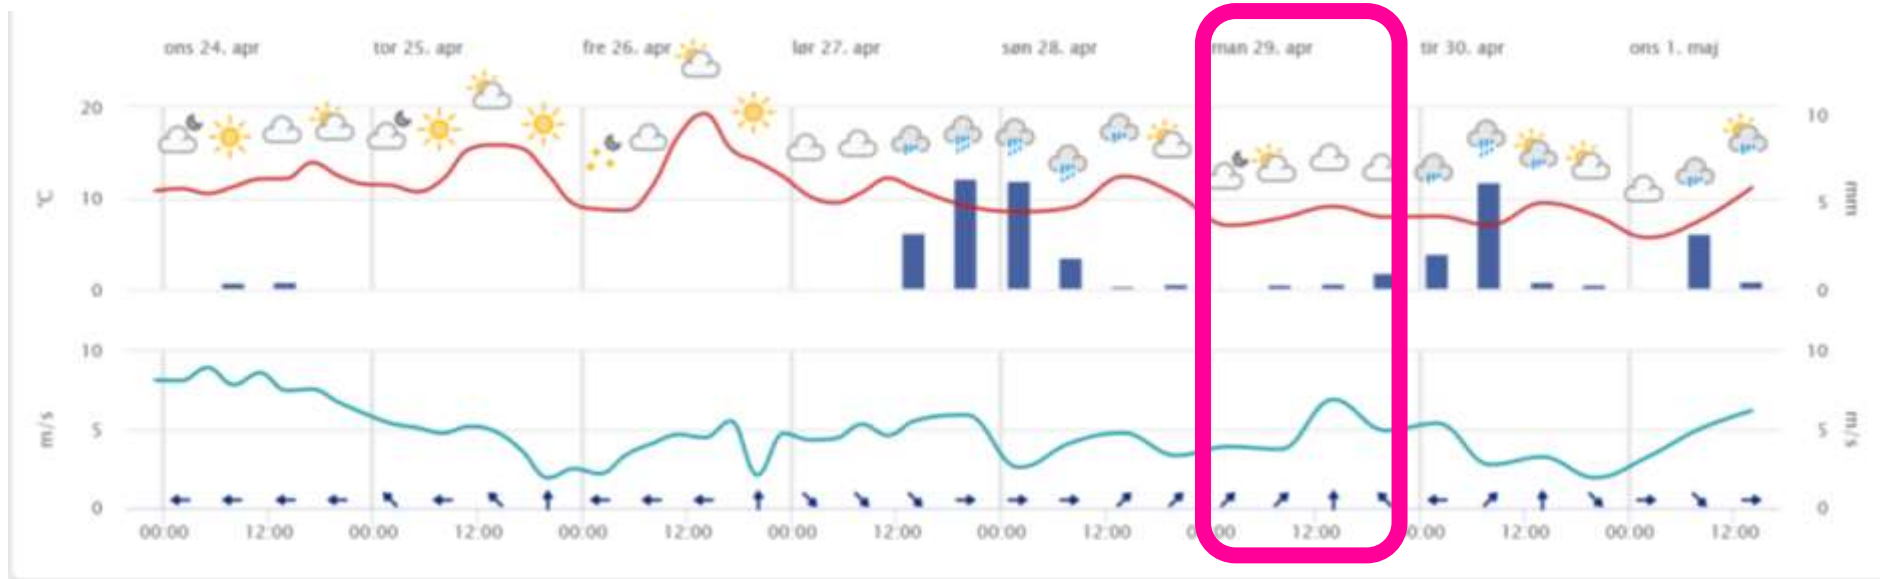 ons 24. apr tor 25. apr fre 26. apr lør 27. apr søn 28. apr man 29. apr tir 30. apr ons 1. maj
20 10
°C 10 5 mm
0 0
10 10
m/s 5 5 m/s
0 0
00:00 12:00 00:00 12:00 00:00 12:00 00:00 12:00 00:00 12:00 12:00 12:00 00:00 12:00